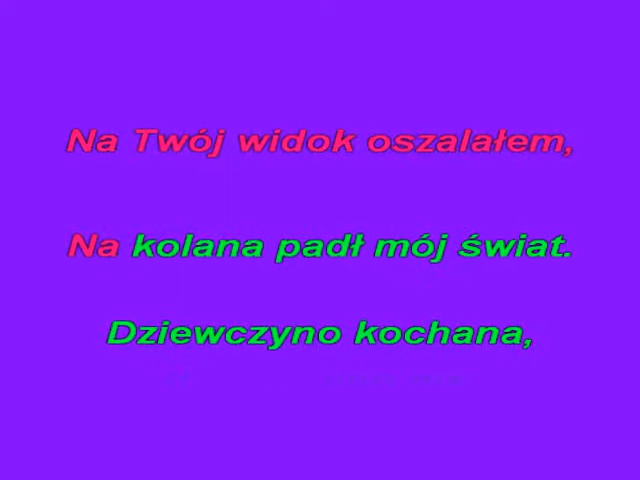 Na Twój widok oszalałem,
Na kolana padł mój świat.
Dziewczyno kochana,